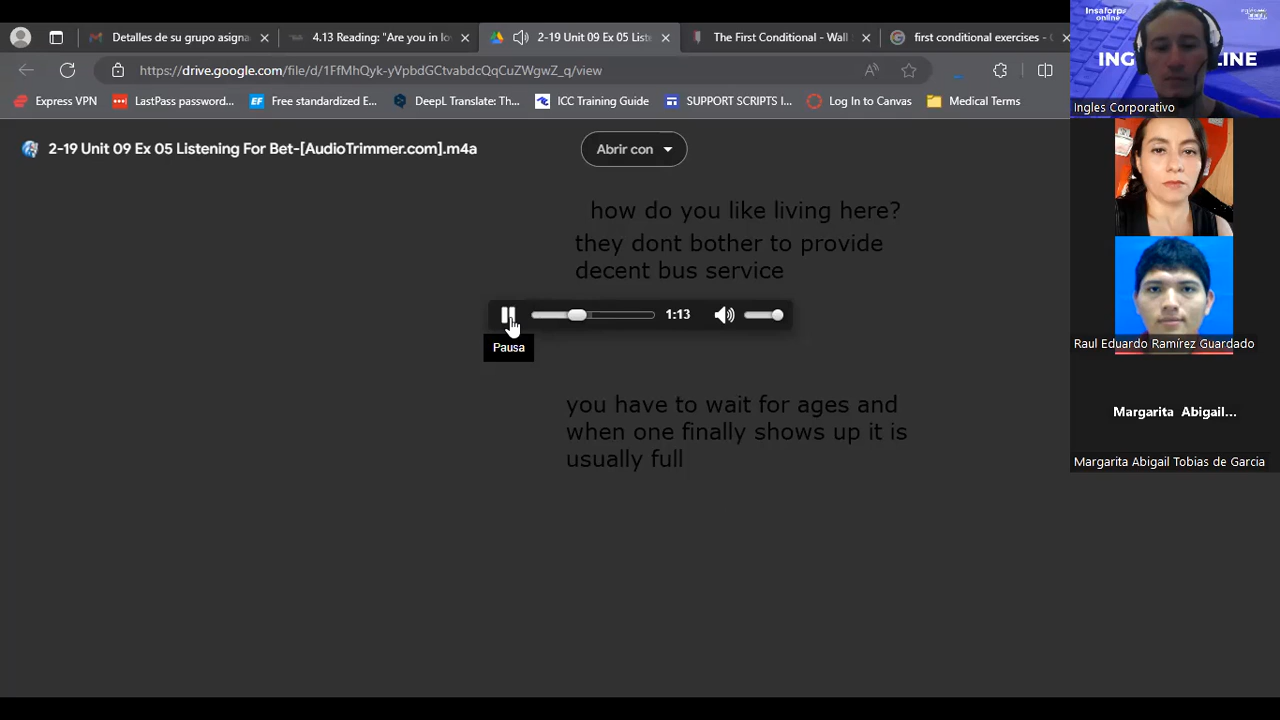 Detalles de su grupo asigna
4.13 Reading: "Are you in lo
2-19 Unit 09 Ex 05 Liste
The First Conditional - Wall
first conditional exercises -
https://drive.google.com/file/d/1FfMhQyk-yVpbdGCtvabdcQqCuZWgwZ_q/view
Express VPN
LastPass password...
Free standardized E...
DeepL Translate: Th...
ICC Training Guide
SUPPORT SCRIPTS I...
Log In to Canvas
Medical Terms
2-19 Unit 09 Ex 05 Listening For Bet-[AudioTrimmer.com].m4a
Abrir con
how do you like living here?
they dont bother to provide
decent bus service
1:13
Pausa
you have to wait for ages and
when one finally shows up it is
usually full
Insaforp
online
ING
LINE
Ingles Corporativo
Raul Eduardo Ramírez Guardado
Margarita Abigail...
Margarita Abigail Tobias de Garcia